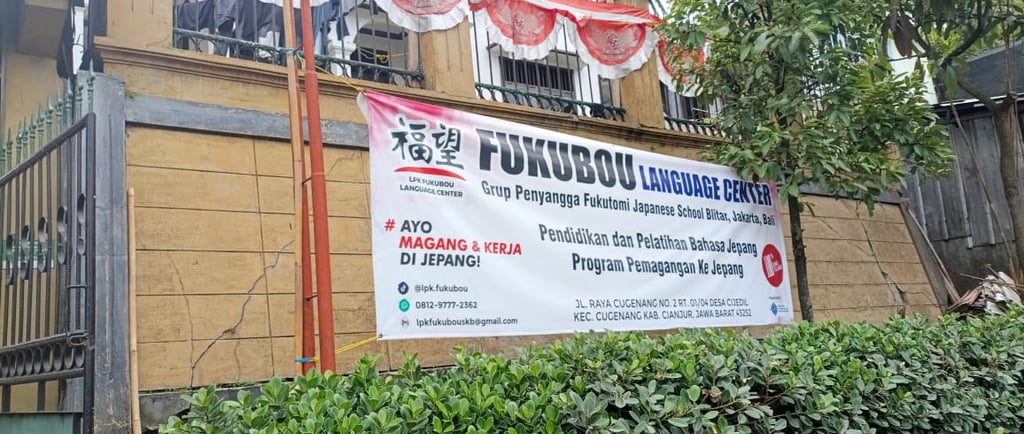 福望
LPK FUKUBOU
LANGUAGE CENTER
FUKUBOU LANGUAGE CENTER
Grup Penyangga Fukutomi Japanese School Blitar, Jakarta, Bali
# AYO
MAGANG & KERJA
DI JEPANG!
Pendidikan dan Pelatihan Bahasa Jepang
Program Pemagangan Ke Jepang
@lpk.fukubou
0812-9777-2362
lpkfukubouskb@gmail.com
JL. RAYA CUGENANG NO. 2 RT. 01/04 DESA CIJEDIL
KEC. CUGENANG KAB. CIANJUR, JAWA BARAT 43252